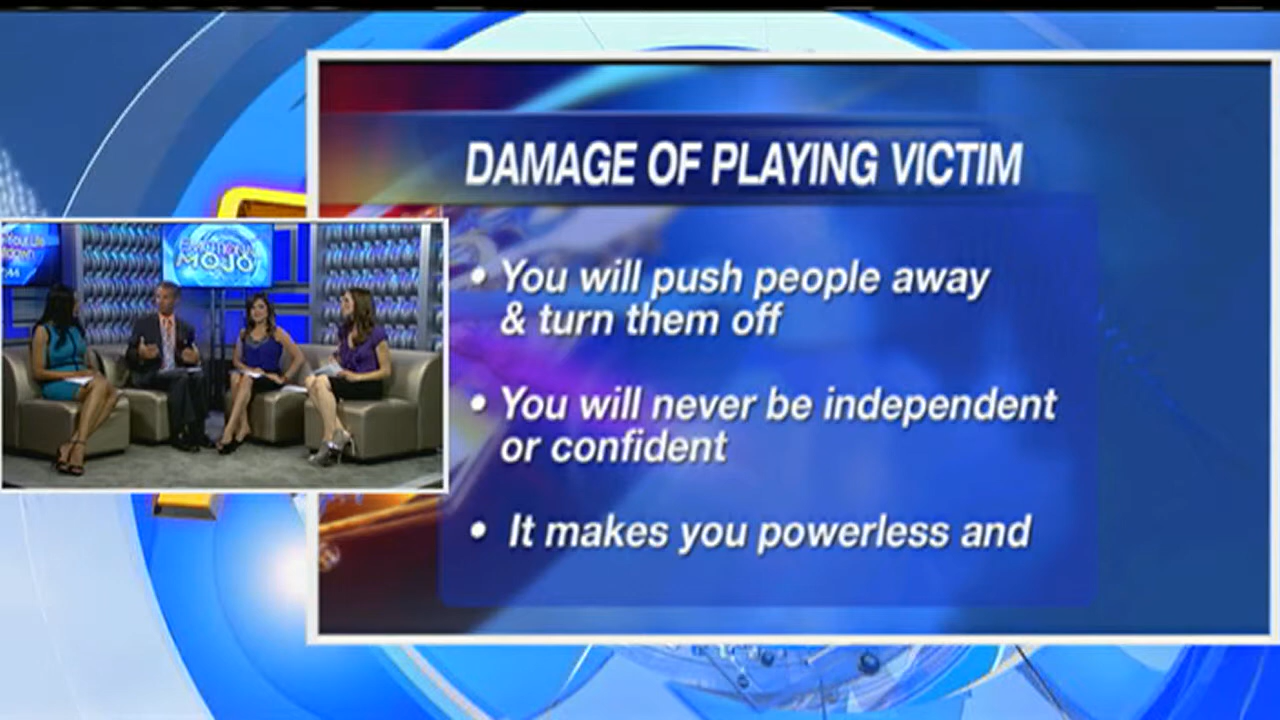 DAMAGE OF PLAYING VICTIM
• You will push people away
& turn them off
• You will never be independent
or confident
• It makes you powerless and
MOJO